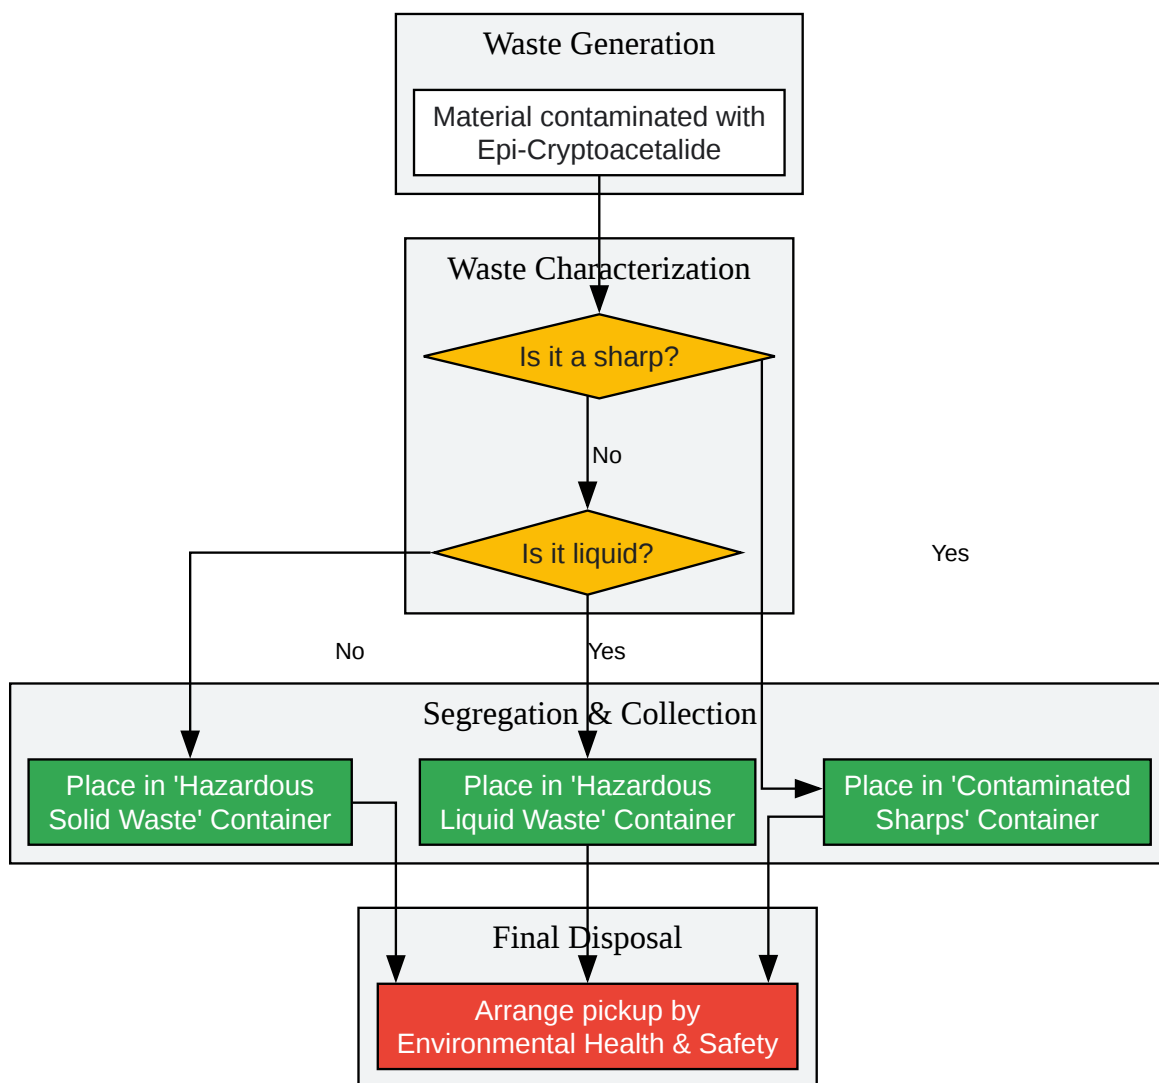 Waste Generation
Material contaminated with
Epi-Cryptoacetalide
Waste Characterization
Is it a sharp?
No
Is it liquid?
Yes
No
Yes
Segregation & Collection
Place in 'Hazardous
Solid Waste' Container
Place in 'Hazardous
Liquid Waste' Container
Place in 'Contaminated
Sharps' Container
Final Disposal
Arrange pickup by
Environmental Health & Safety